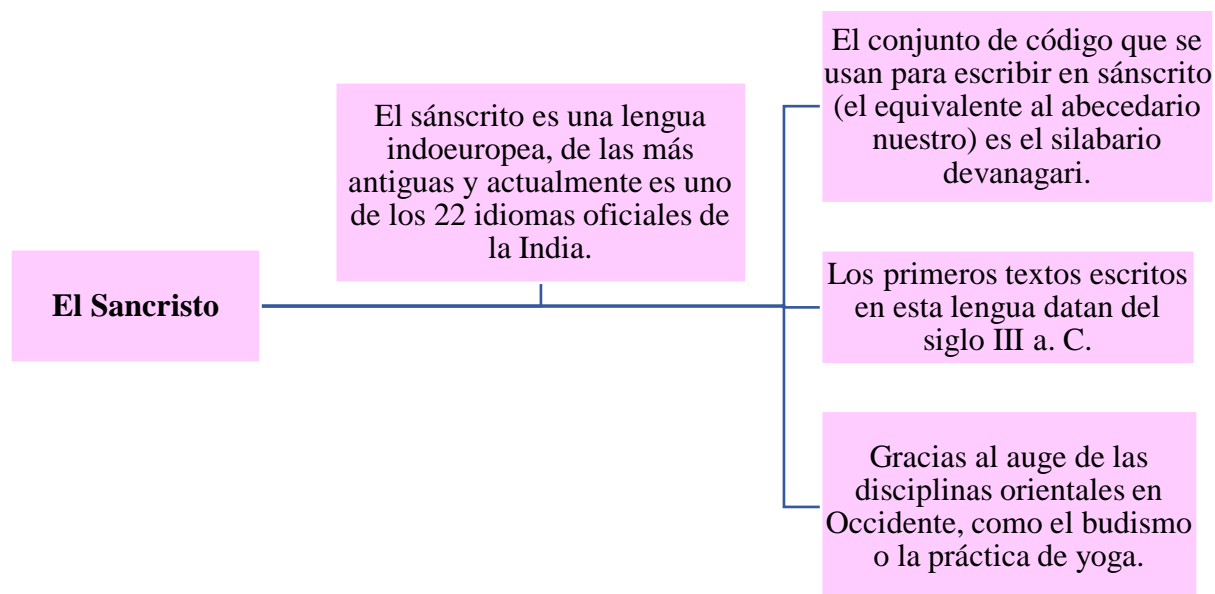 El Sancristo
El sánscrito es una lengua
indoeuropea, de las más
antiguas y actualmente es uno
de los 22 idiomas oficiales de
la India.
El conjunto de código que se
usan para escribir en sánscrito
(el equivalente al abecedario
nuestro) es el silabario
devanagari.
Los primeros textos escritos
en esta lengua datan del
siglo III a. C.
Gracias al auge de las
disciplinas orientales en
Occidente, como el budismo
o la práctica de yoga.